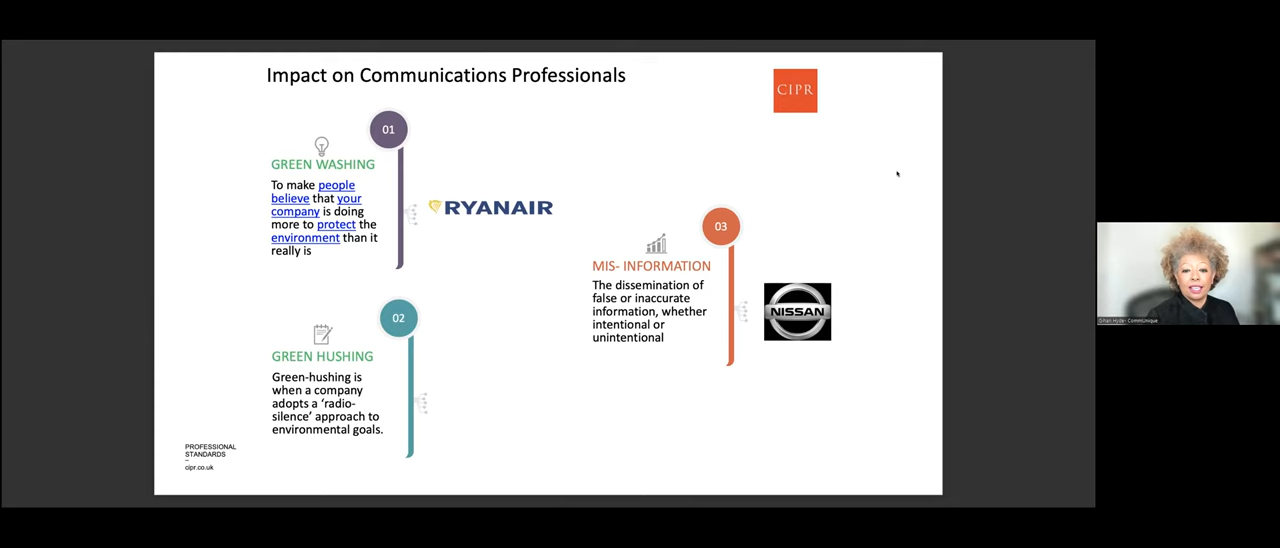 Impact on Communications Professionals
CIPR
01
GREEN WASHING
To make people
believe that your
company is doing
more to protect the
environment than it
really is
RYANAIR
02
GREEN HUSHING
Green-hushing is
when a company
adopts a ‘radio-
silence’ approach to
environmental goals.
03
MIS- INFORMATION
The dissemination of
false or inaccurate
information, whether
intentional or
unintentional
NISSAN
PROFESSIONAL
STANDARDS
–
cipr.co.uk
Gihan Hyde- Communique